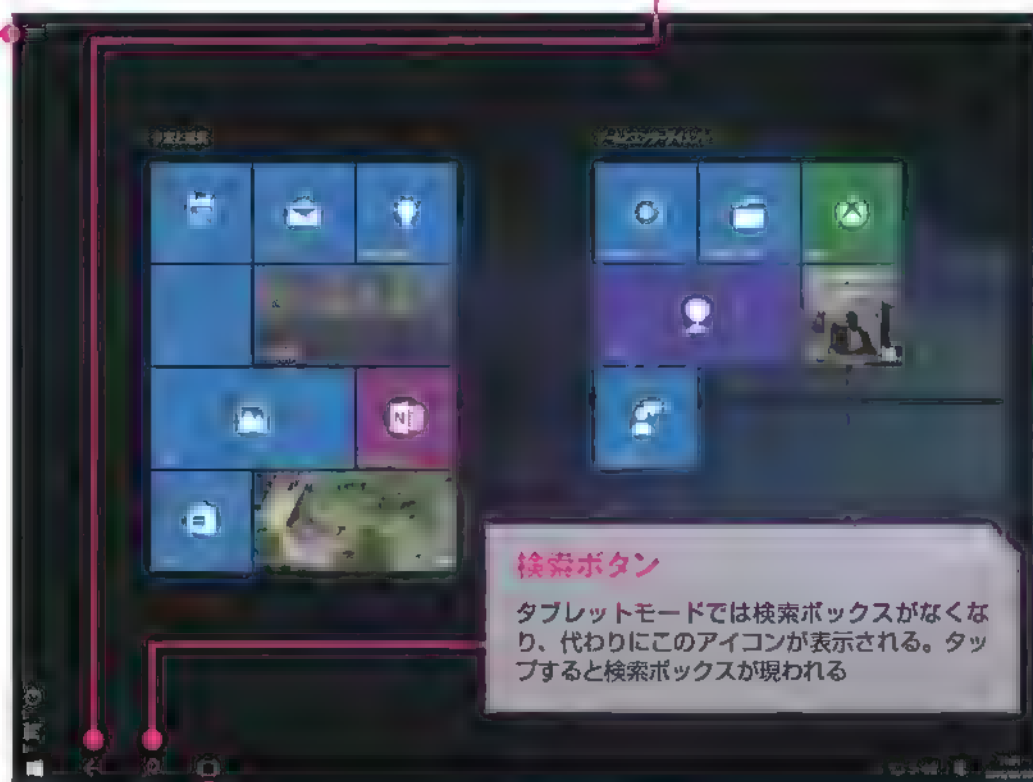 検索ボタン
タブレットモードでは検索ボックスがなくな
り、代わりにこのアイコンが表示される。タッ
プすると検索ボックスが現われる